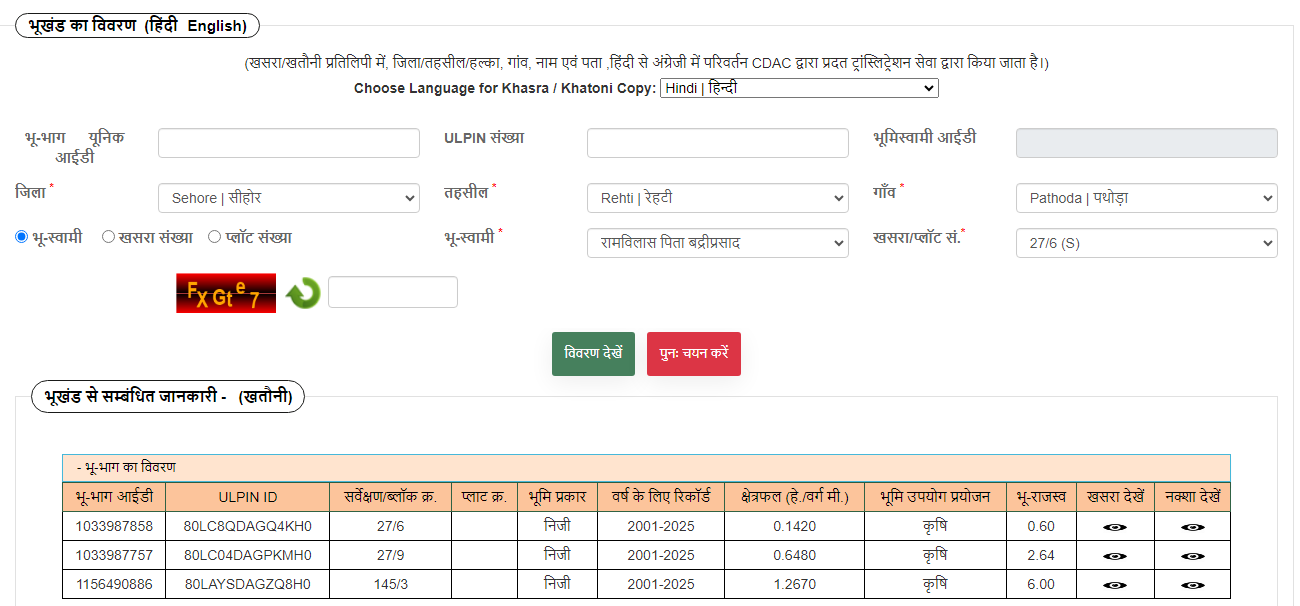 भूखंड का विवरण (हिंदी English)
(खसरा/खतौनी प्रतिलिपी में, जिला/तहसील/हल्का, गांव, नाम एवं पता ,हिंदी से अंग्रेजी में परिवर्तन CDAC द्वारा प्रदत ट्रांस्लिट्रेशन सेवा द्वारा किया जाता है।)
Choose Language for Khasra / Khatoni Copy: Hindi | हिन्दी
भू-भाग यूनिक आईडी ULPIN संख्या भूमिस्वामी आईडी
जिला * Sehore | सीहोर तहसील * Rehti | रेहटी गाँव * Pathoda | पथोड़ा
भू-स्वामी खसरा संख्या प्लॉट संख्या भू-स्वामी * रामविलास पिता बद्रीप्रसाद खसरा/प्लॉट सं.* 27/6 (S)
FXGte7
विवरण देखें पुनः चयन करें
भूखंड से सम्बंधित जानकारी - (खतौनी)
- भू-भाग का विवरण
भू-भाग आईडी ULPIN ID सर्वेक्षण/ब्लॉक क्र. प्लाट क्र. भूमि प्रकार वर्ष के लिए रिकॉर्ड क्षेत्रफल (हे./वर्ग मी.) भूमि उपयोग प्रयोजन भू-राजस्व खसरा देखें नक्शा देखें
1033987858 80LC8QDAGQ4KH0 27/6 निजी 2001-2025 0.1420 कृषि 0.60
1033987757 80LC04DAGPKMH0 27/9 निजी 2001-2025 0.6480 कृषि 2.64
1156490886 80LAYSDAGZQ8H0 145/3 निजी 2001-2025 1.2670 कृषि 6.00